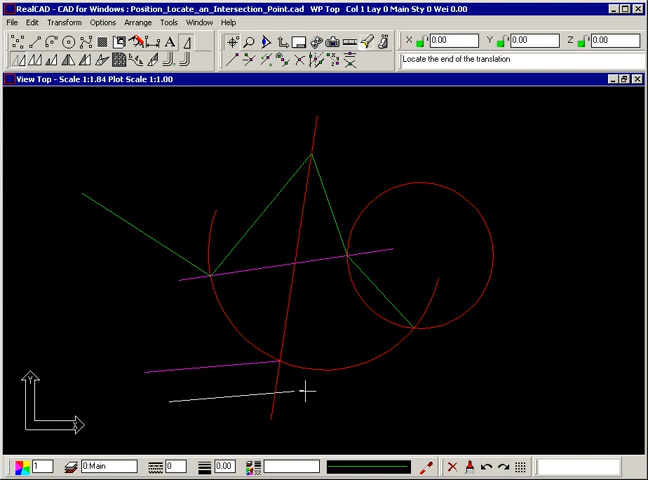 RealCAD - CAD for Windows : Position_Locate_an_Intersection_Point.cad WP Top Col 1 Lay 0 Main Sty 0 Wei 0.00
File Edit Transform Options Arrange Tools Window Help
X 0.00 Y 0.00 Z 0.00
Locate the end of the translation
View Top - Scale 1:1.84 Plot Scale 1:1.00
Y
X
1 0:Main 0 0.00